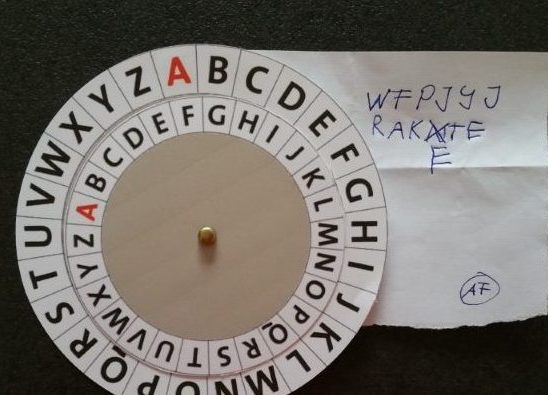 A B C D E F G H I J K L M N O P Q R S T U V W X Y Z
A B C D E F G H I J K L M N O P Q R S T U V W X Y Z
WFPJYJ
RAKATE
E
AF